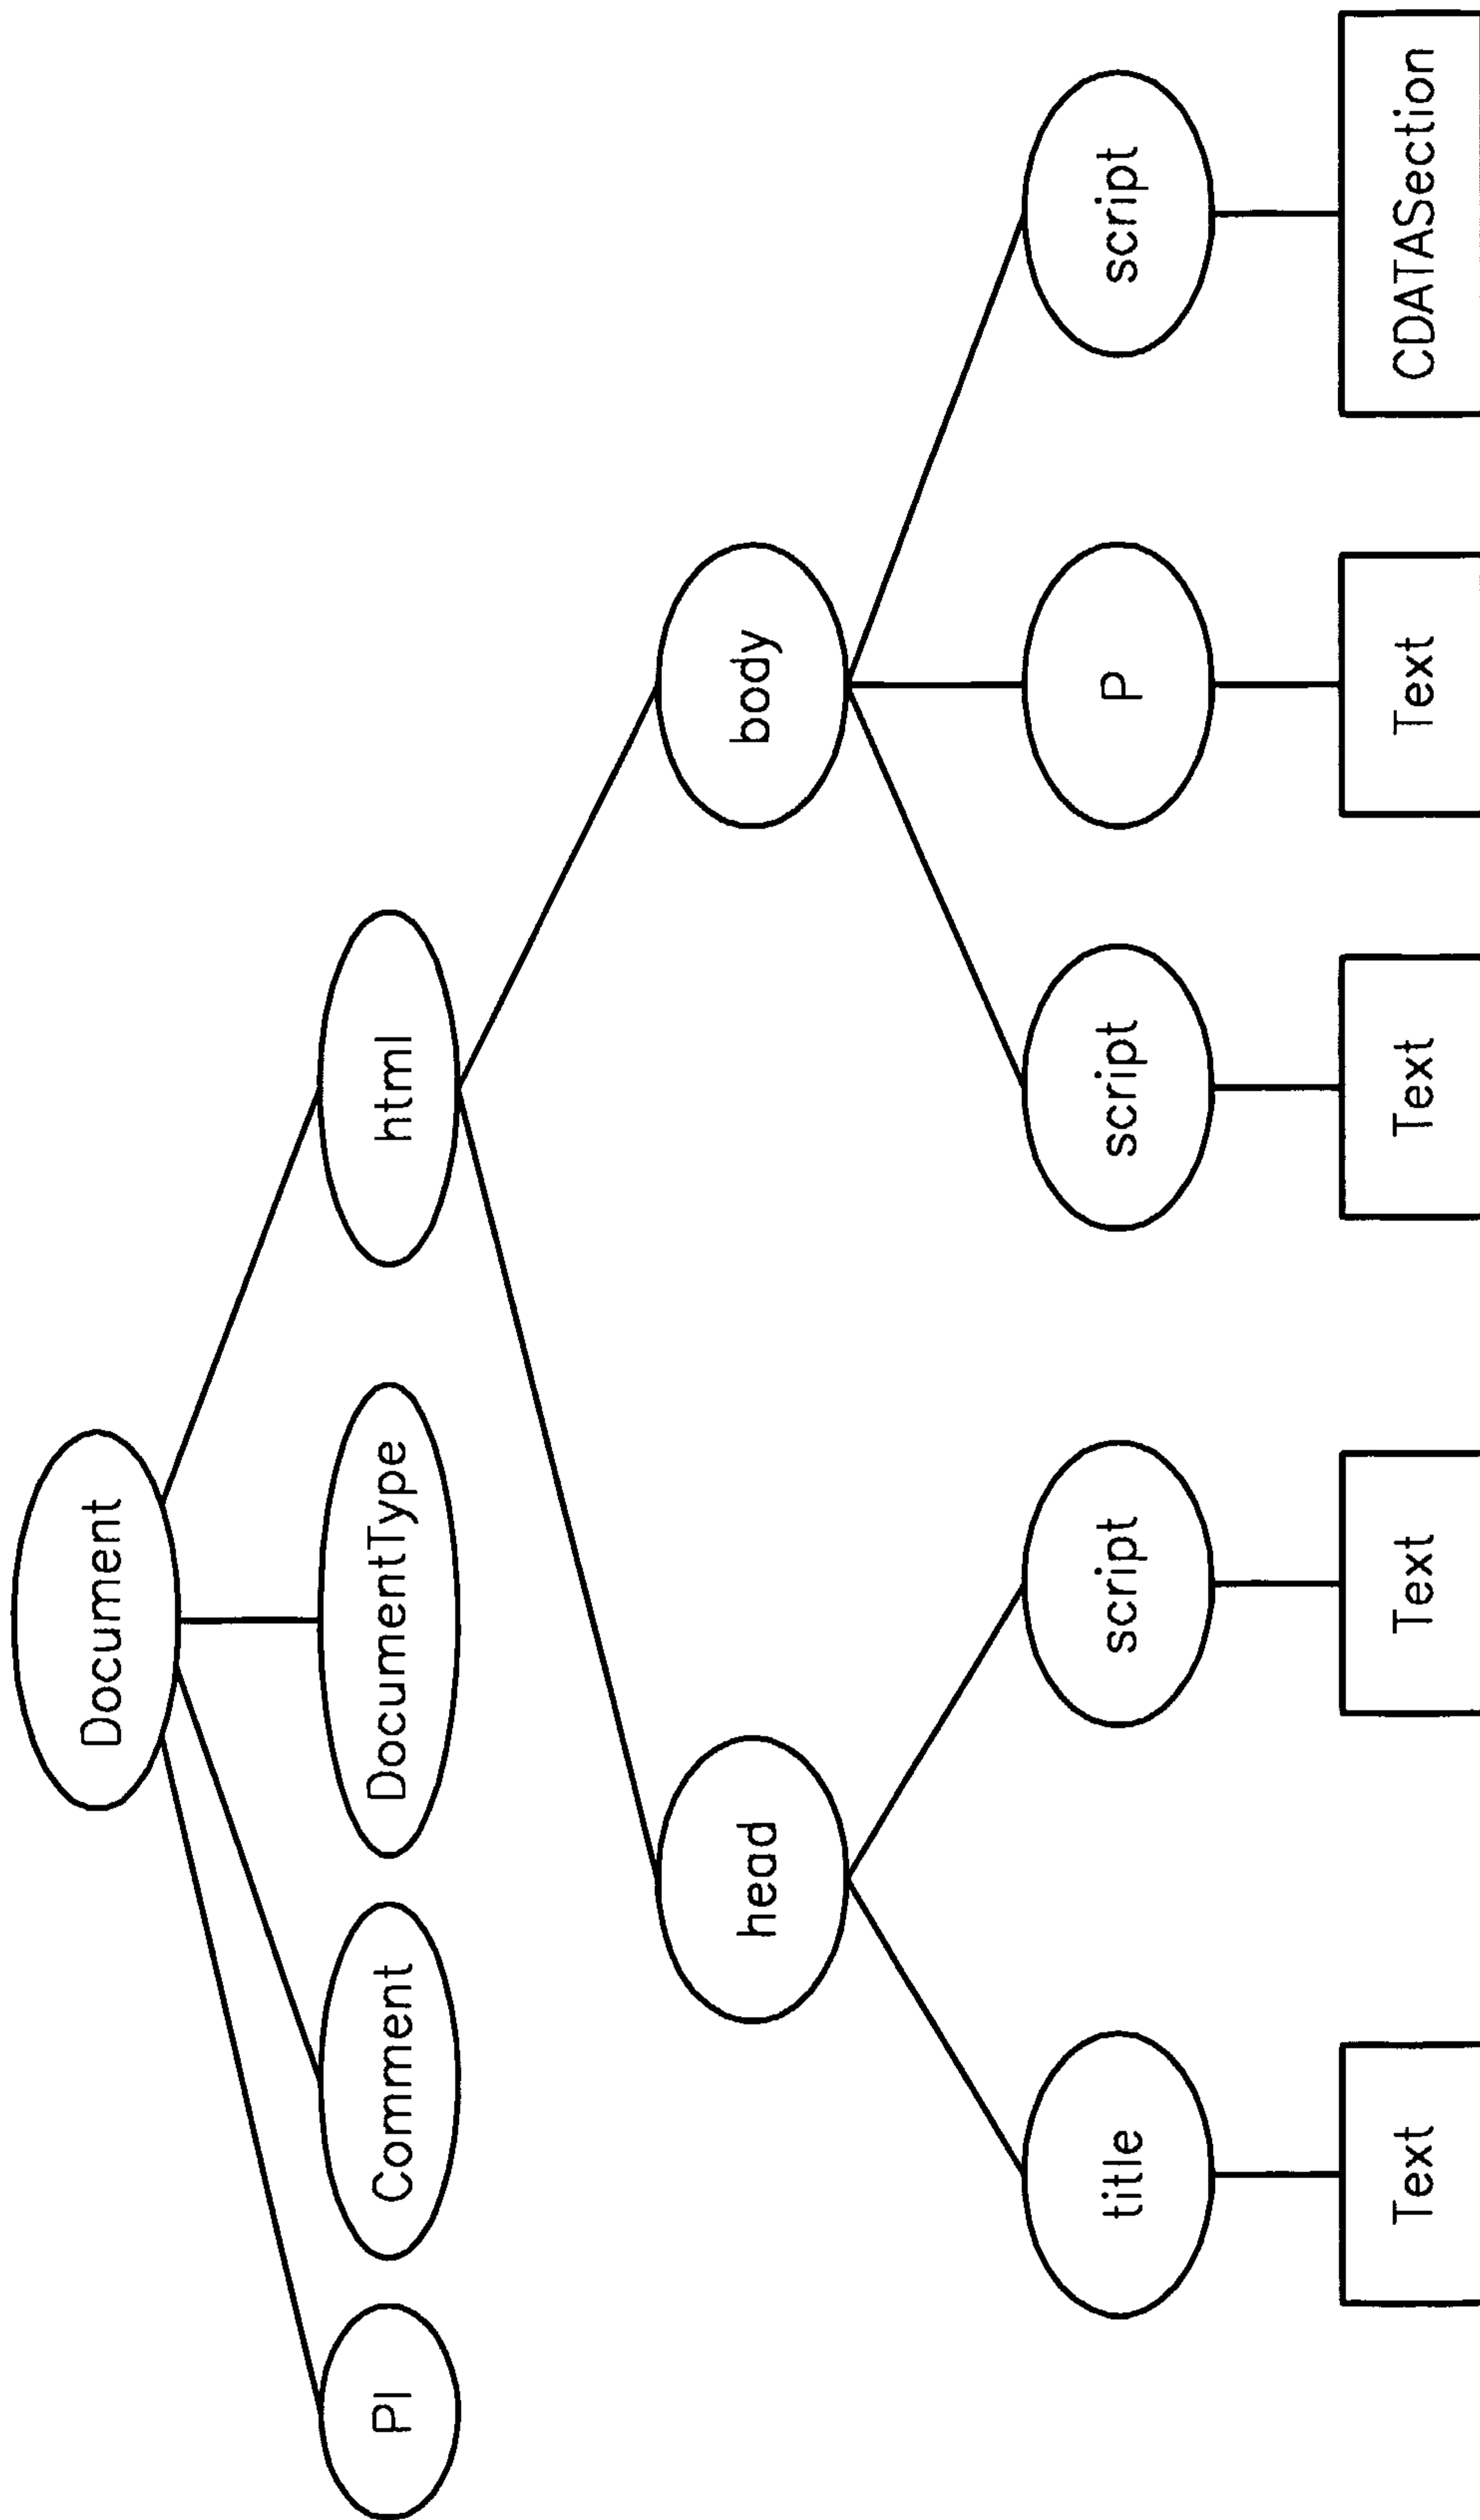 Document
PI
Comment
DocumentType
html
head
body
title
script
script
P
script
Text
Text
Text
Text
CDATASection